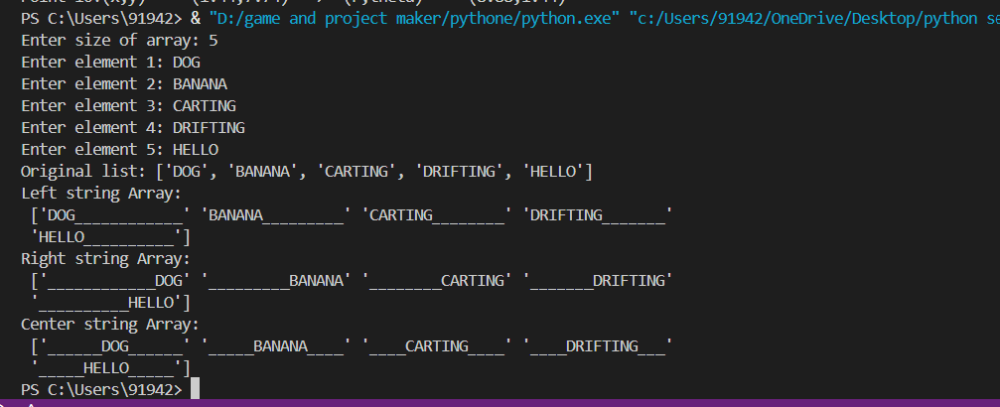 PS C:\Users\91942> & "D:/game and project maker/pythone/python.exe" "c:/Users/91942/OneDrive/Desktop/python se
Enter size of array: 5
Enter element 1: DOG
Enter element 2: BANANA
Enter element 3: CARTING
Enter element 4: DRIFTING
Enter element 5: HELLO
Original list: ['DOG', 'BANANA', 'CARTING', 'DRIFTING', 'HELLO']
Left string Array:
['DOG____________' 'BANANA_________' 'CARTING________' 'DRIFTING_______'
'HELLO__________']
Right string Array:
['____________DOG' '_________BANANA' '________CARTING' '_______DRIFTING'
'__________HELLO']
Center string Array:
['______DOG______' '_____BANANA____' '____CARTING____' '____DRIFTING___'
'_____HELLO_____']
PS C:\Users\91942>